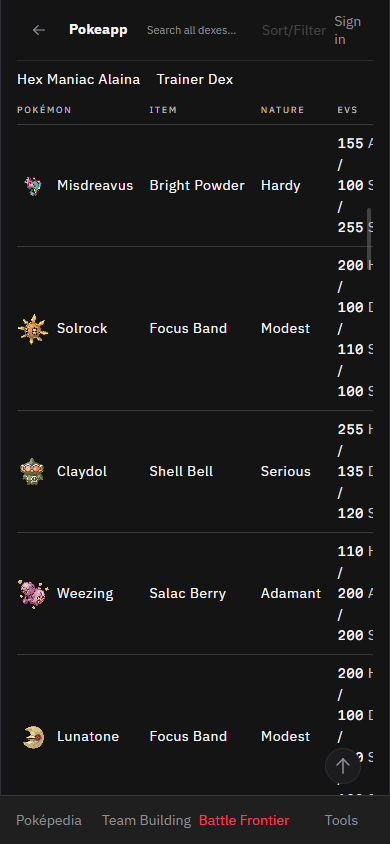 Pokeapp Search all dexes... Sort/Filter Sign in
Hex Maniac Alaina Trainer Dex
POKÉMON ITEM NATURE EVS
Misdreavus Bright Powder Hardy 155 A
/
100 S
/
255 S
Solrock Focus Band Modest 200 H
/
100 D
/
110 S
/
100 S
Claydol Shell Bell Serious 255 H
/
135 D
/
120 S
Weezing Salac Berry Adamant 110 H
/
200 A
/
200 S
Lunatone Focus Band Modest 200 H
/
100 D
/
Poképedia Team Building Battle Frontier Tools